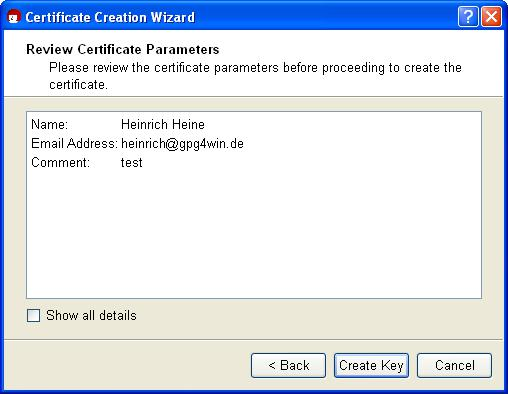 Certificate Creation Wizard
Review Certificate Parameters
Please review the certificate parameters before proceeding to create the
certificate.
Name: Heinrich Heine
Email Address: heinrich@gpg4win.de
Comment: test
Show all details
< Back Create Key Cancel